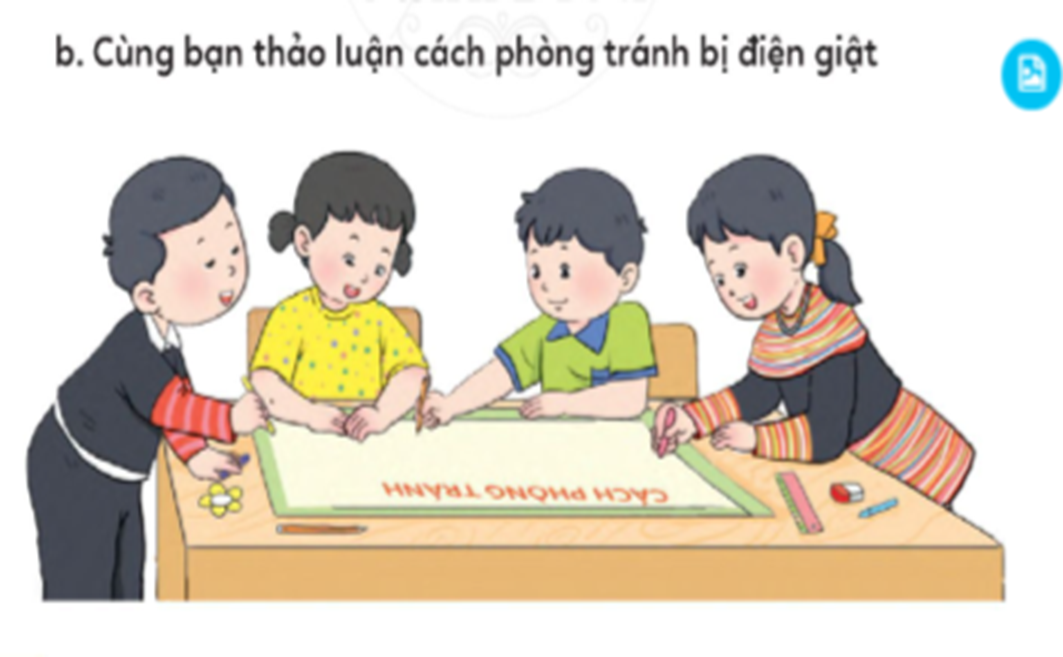 b. Cùng bạn thảo luận cách phòng tránh bị điện giật
CÁCH PHÒNG TRÁNH